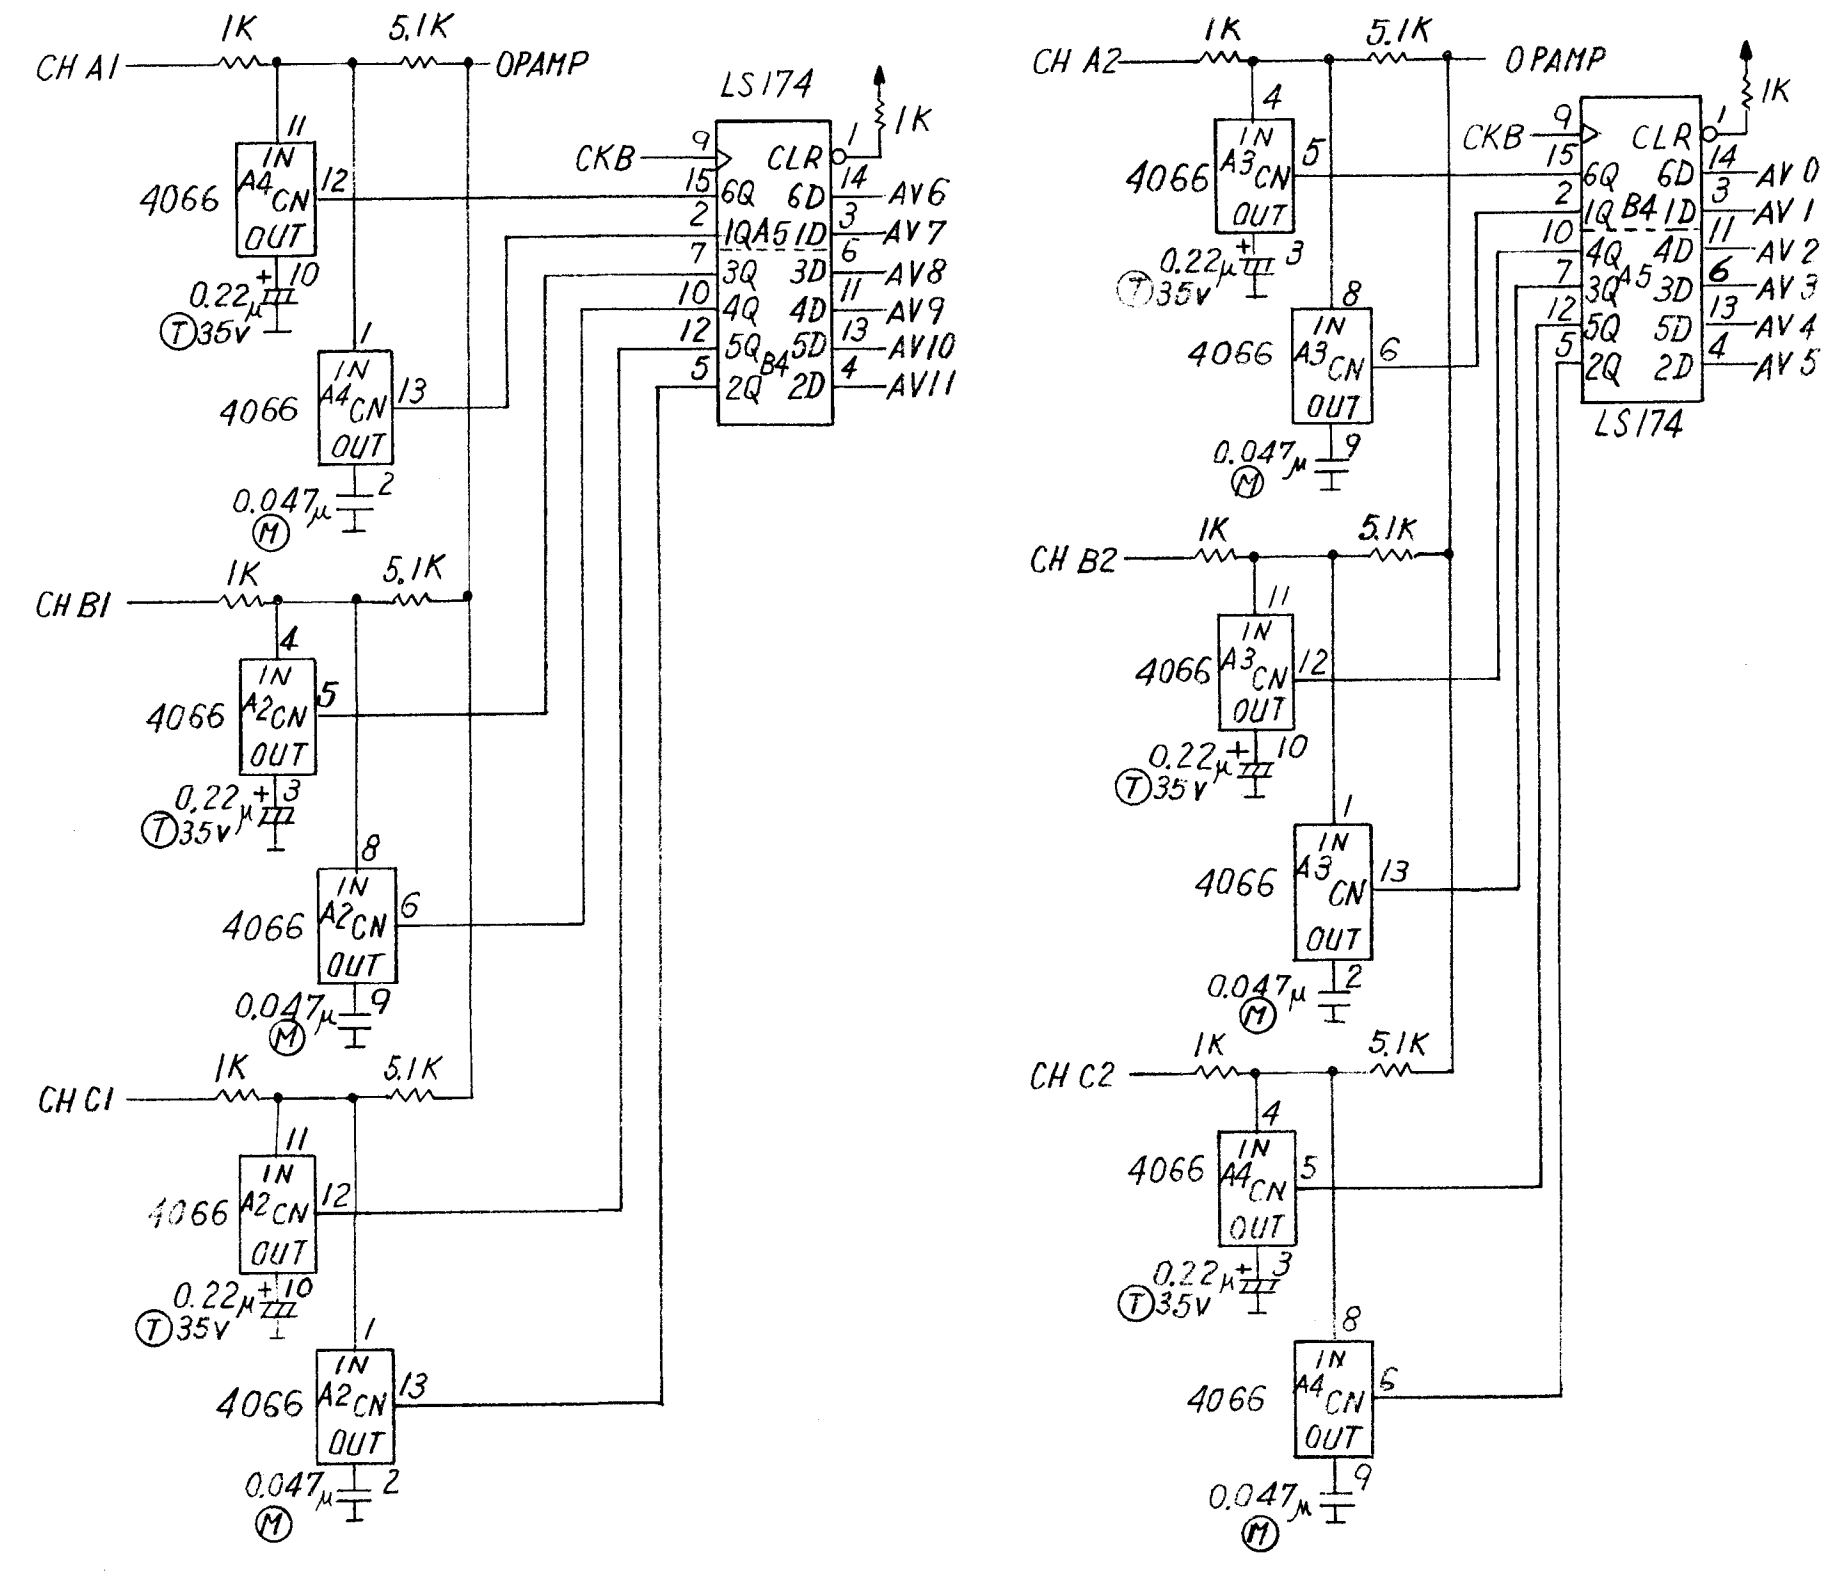 1K 5.1K
CH A1 OPAMP
11
IN
4066 A4 CN 12
OUT
+ 10
0.22μ
T 35V
1
IN
4066 A4 CN 13
OUT
2
0.047μ
M
LS174
1K
CKB 9 CLR 1
15 6Q 6D 14 AV6
2 1Q A5 1D 3 AV7
7 3Q 3D 6 AV8
10 4Q 4D 11 AV9
12 5Q 5D 13 AV10
5 2Q B4 2D 4 AV11
1K 5.1K
CH B1
4
IN
4066 A2 CN 5
OUT
+ 3
0.22μ
T 35V
8
IN
4066 A2 CN 6
OUT
9
0.047μ
M
1K 5.1K
CH C1
11
IN
4066 A2 CN 12
OUT
+ 10
0.22μ
T 35V
1
IN
4066 A2 CN 13
OUT
2
0.047μ
M
1K 5.1K
CH A2 OPAMP
4
IN
4066 A3 CN 5
OUT
+ 3
0.22μ
T 35V
8
IN
4066 A3 CN 6
OUT
9
0.047μ
M
1K
CKB 9 CLR 1
15 6Q 6D 14 AV0
2 1Q B4 1D 3 AV1
10 4Q 4D 11 AV2
7 3Q A5 3D 6 AV3
12 5Q 5D 13 AV4
5 2Q 2D 4 AV5
LS174
1K 5.1K
CH B2
11
IN
4066 A3 CN 12
OUT
+ 10
0.22μ
T 35V
1
IN
4066 A3 CN 13
OUT
2
0.047μ
M
1K 5.1K
CH C2
4
IN
4066 A4 CN 5
OUT
+ 3
0.22μ
T 35V
8
IN
4066 A4 CN 6
OUT
9
0.047μ
M